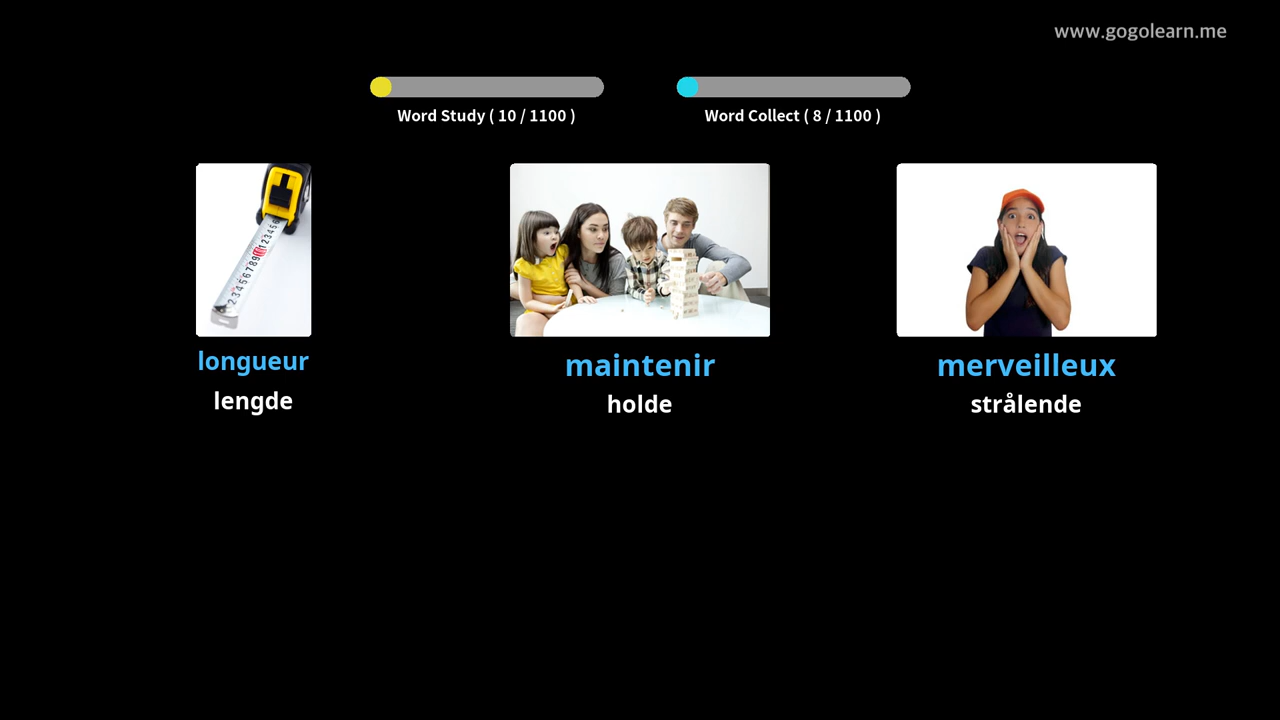 www.gogolearn.me
Word Study ( 10 / 1100 )
Word Collect ( 8 / 1100 )
longueur
lengde
maintenir
holde
merveilleux
strålende